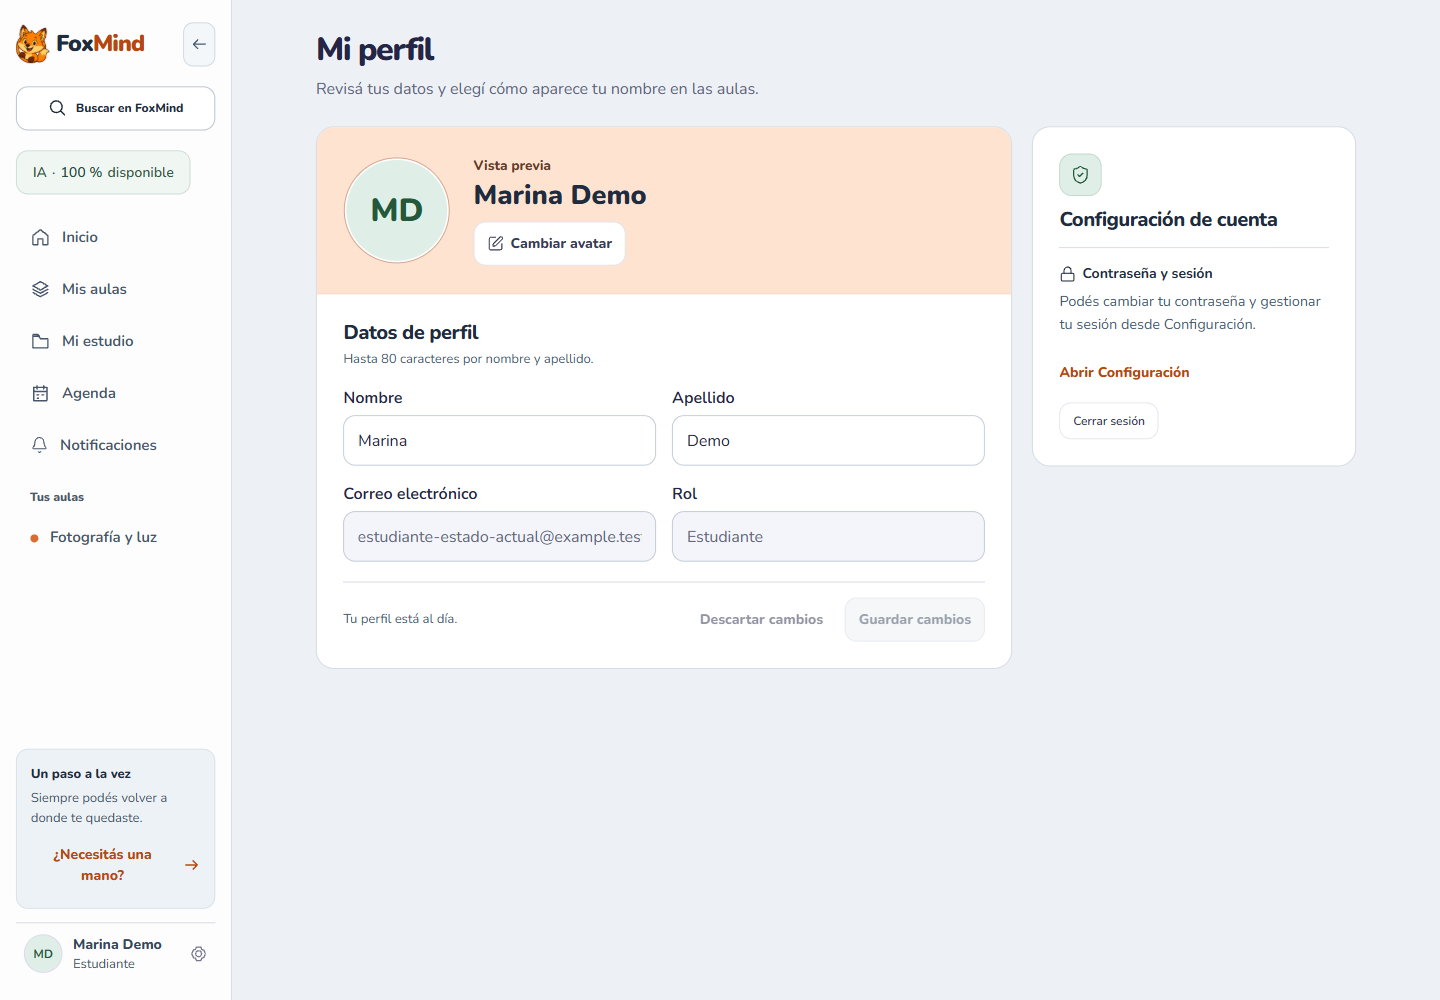 FoxMind
Buscar en FoxMind
IA · 100 % disponible
Inicio
Mis aulas
Mi estudio
Agenda
Notificaciones
Tus aulas
Fotografía y luz
Un paso a la vez
Siempre podés volver a
donde te quedaste.
¿Necesitás una
mano?
MD
Marina Demo
Estudiante
Mi perfil
Revisá tus datos y elegí cómo aparece tu nombre en las aulas.
MD
Vista previa
Marina Demo
Cambiar avatar
Datos de perfil
Hasta 80 caracteres por nombre y apellido.
Nombre
Apellido
Marina
Demo
Correo electrónico
Rol
estudiante-estado-actual@example.tes
Estudiante
Tu perfil está al día.
Descartar cambios
Guardar cambios
Configuración de cuenta
Contraseña y sesión
Podés cambiar tu contraseña y gestionar
tu sesión desde Configuración.
Abrir Configuración
Cerrar sesión